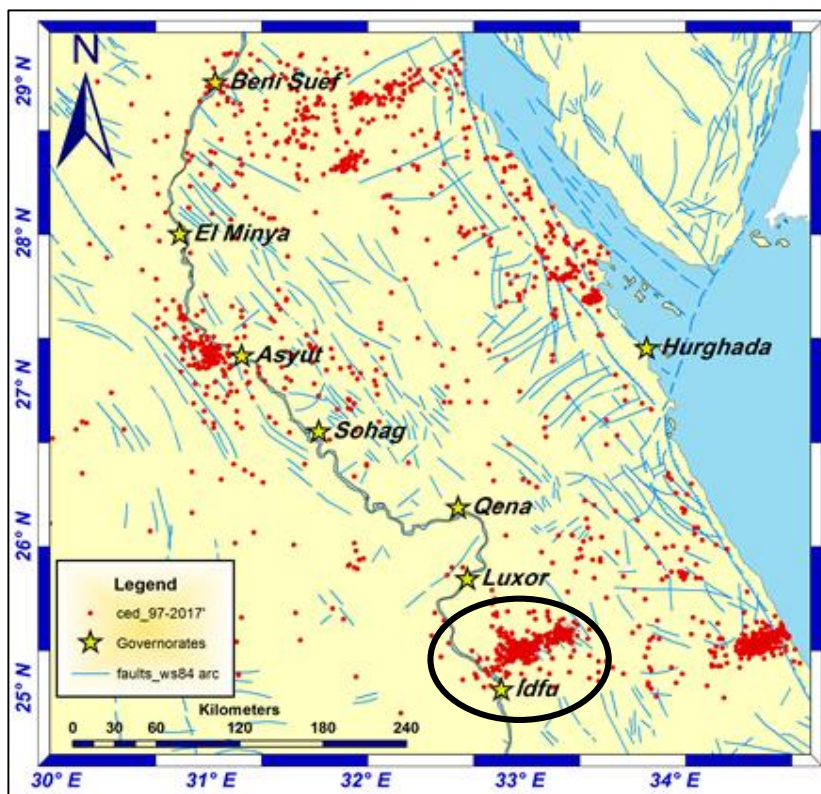 N
Beni Suef
El Minya
Asyut
Hurghada
Sohag
Qena
Luxor
Idfu
29° N
28° N
27° N
26° N
25° N
Legend
ced_97-2017'
Governorates
faults_ws84 arc
Kilometers
0 30 60 120 180 240
30° E 31° E 32° E 33° E 34° E